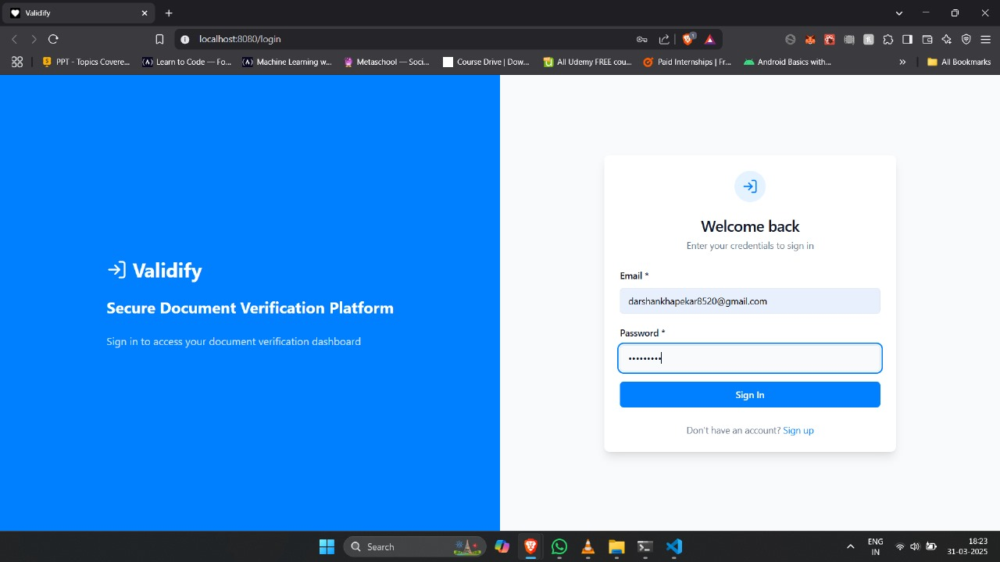 Validify
localhost:8080/login
1
PPT - Topics Covere...
Learn to Code — Fo...
Machine Learning w...
Metaschool — Soci...
Course Drive | Dow...
All Udemy FREE cou...
Paid Internships | Fr...
Android Basics with...
»
All Bookmarks
Validify
Secure Document Verification Platform
Sign in to access your document verification dashboard
Welcome back
Enter your credentials to sign in
Email *
darshankhapekar8520@gmail.com
Password *
•••••••••
Sign In
Don't have an account? Sign up
Search
ENG
IN
18:23
31-03-2025